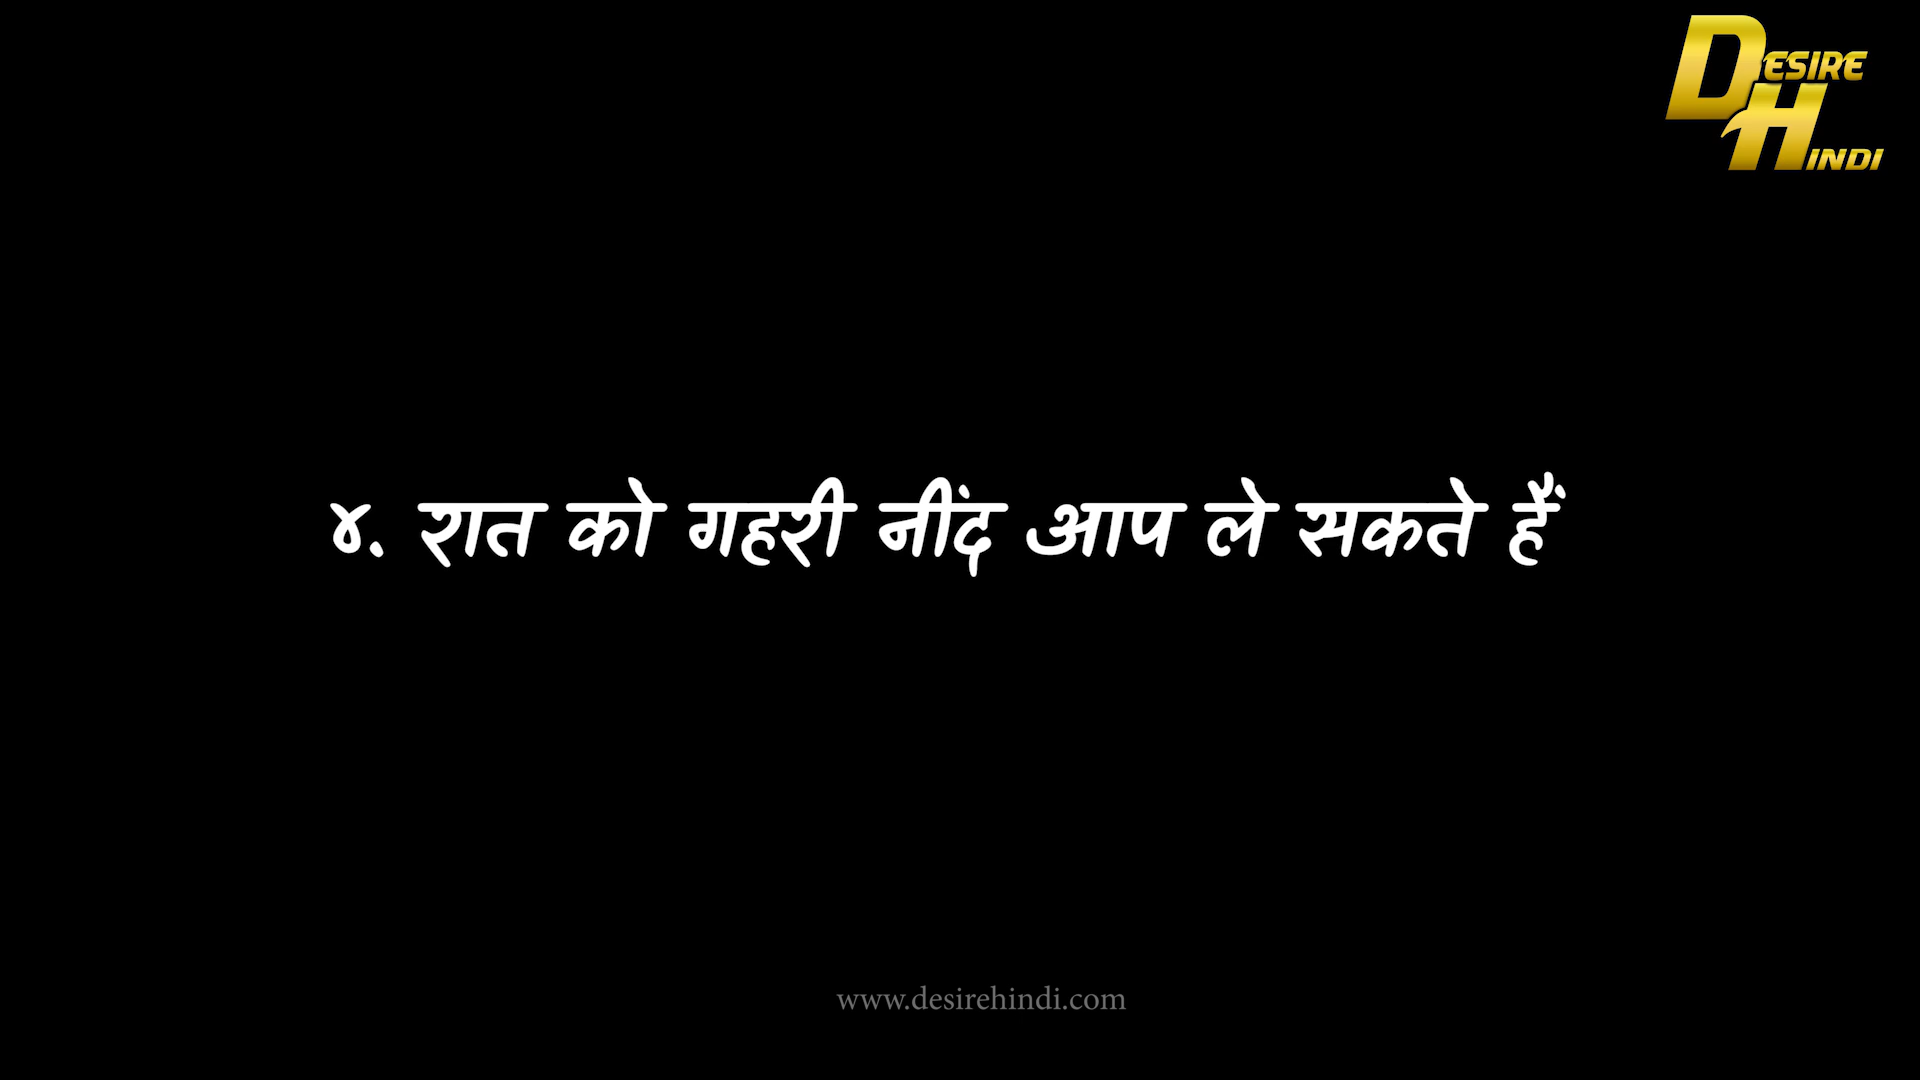 DESIRE
HINDI
४. रात को गहरी नींद आप ले सकते हैं
www.desirehindi.com